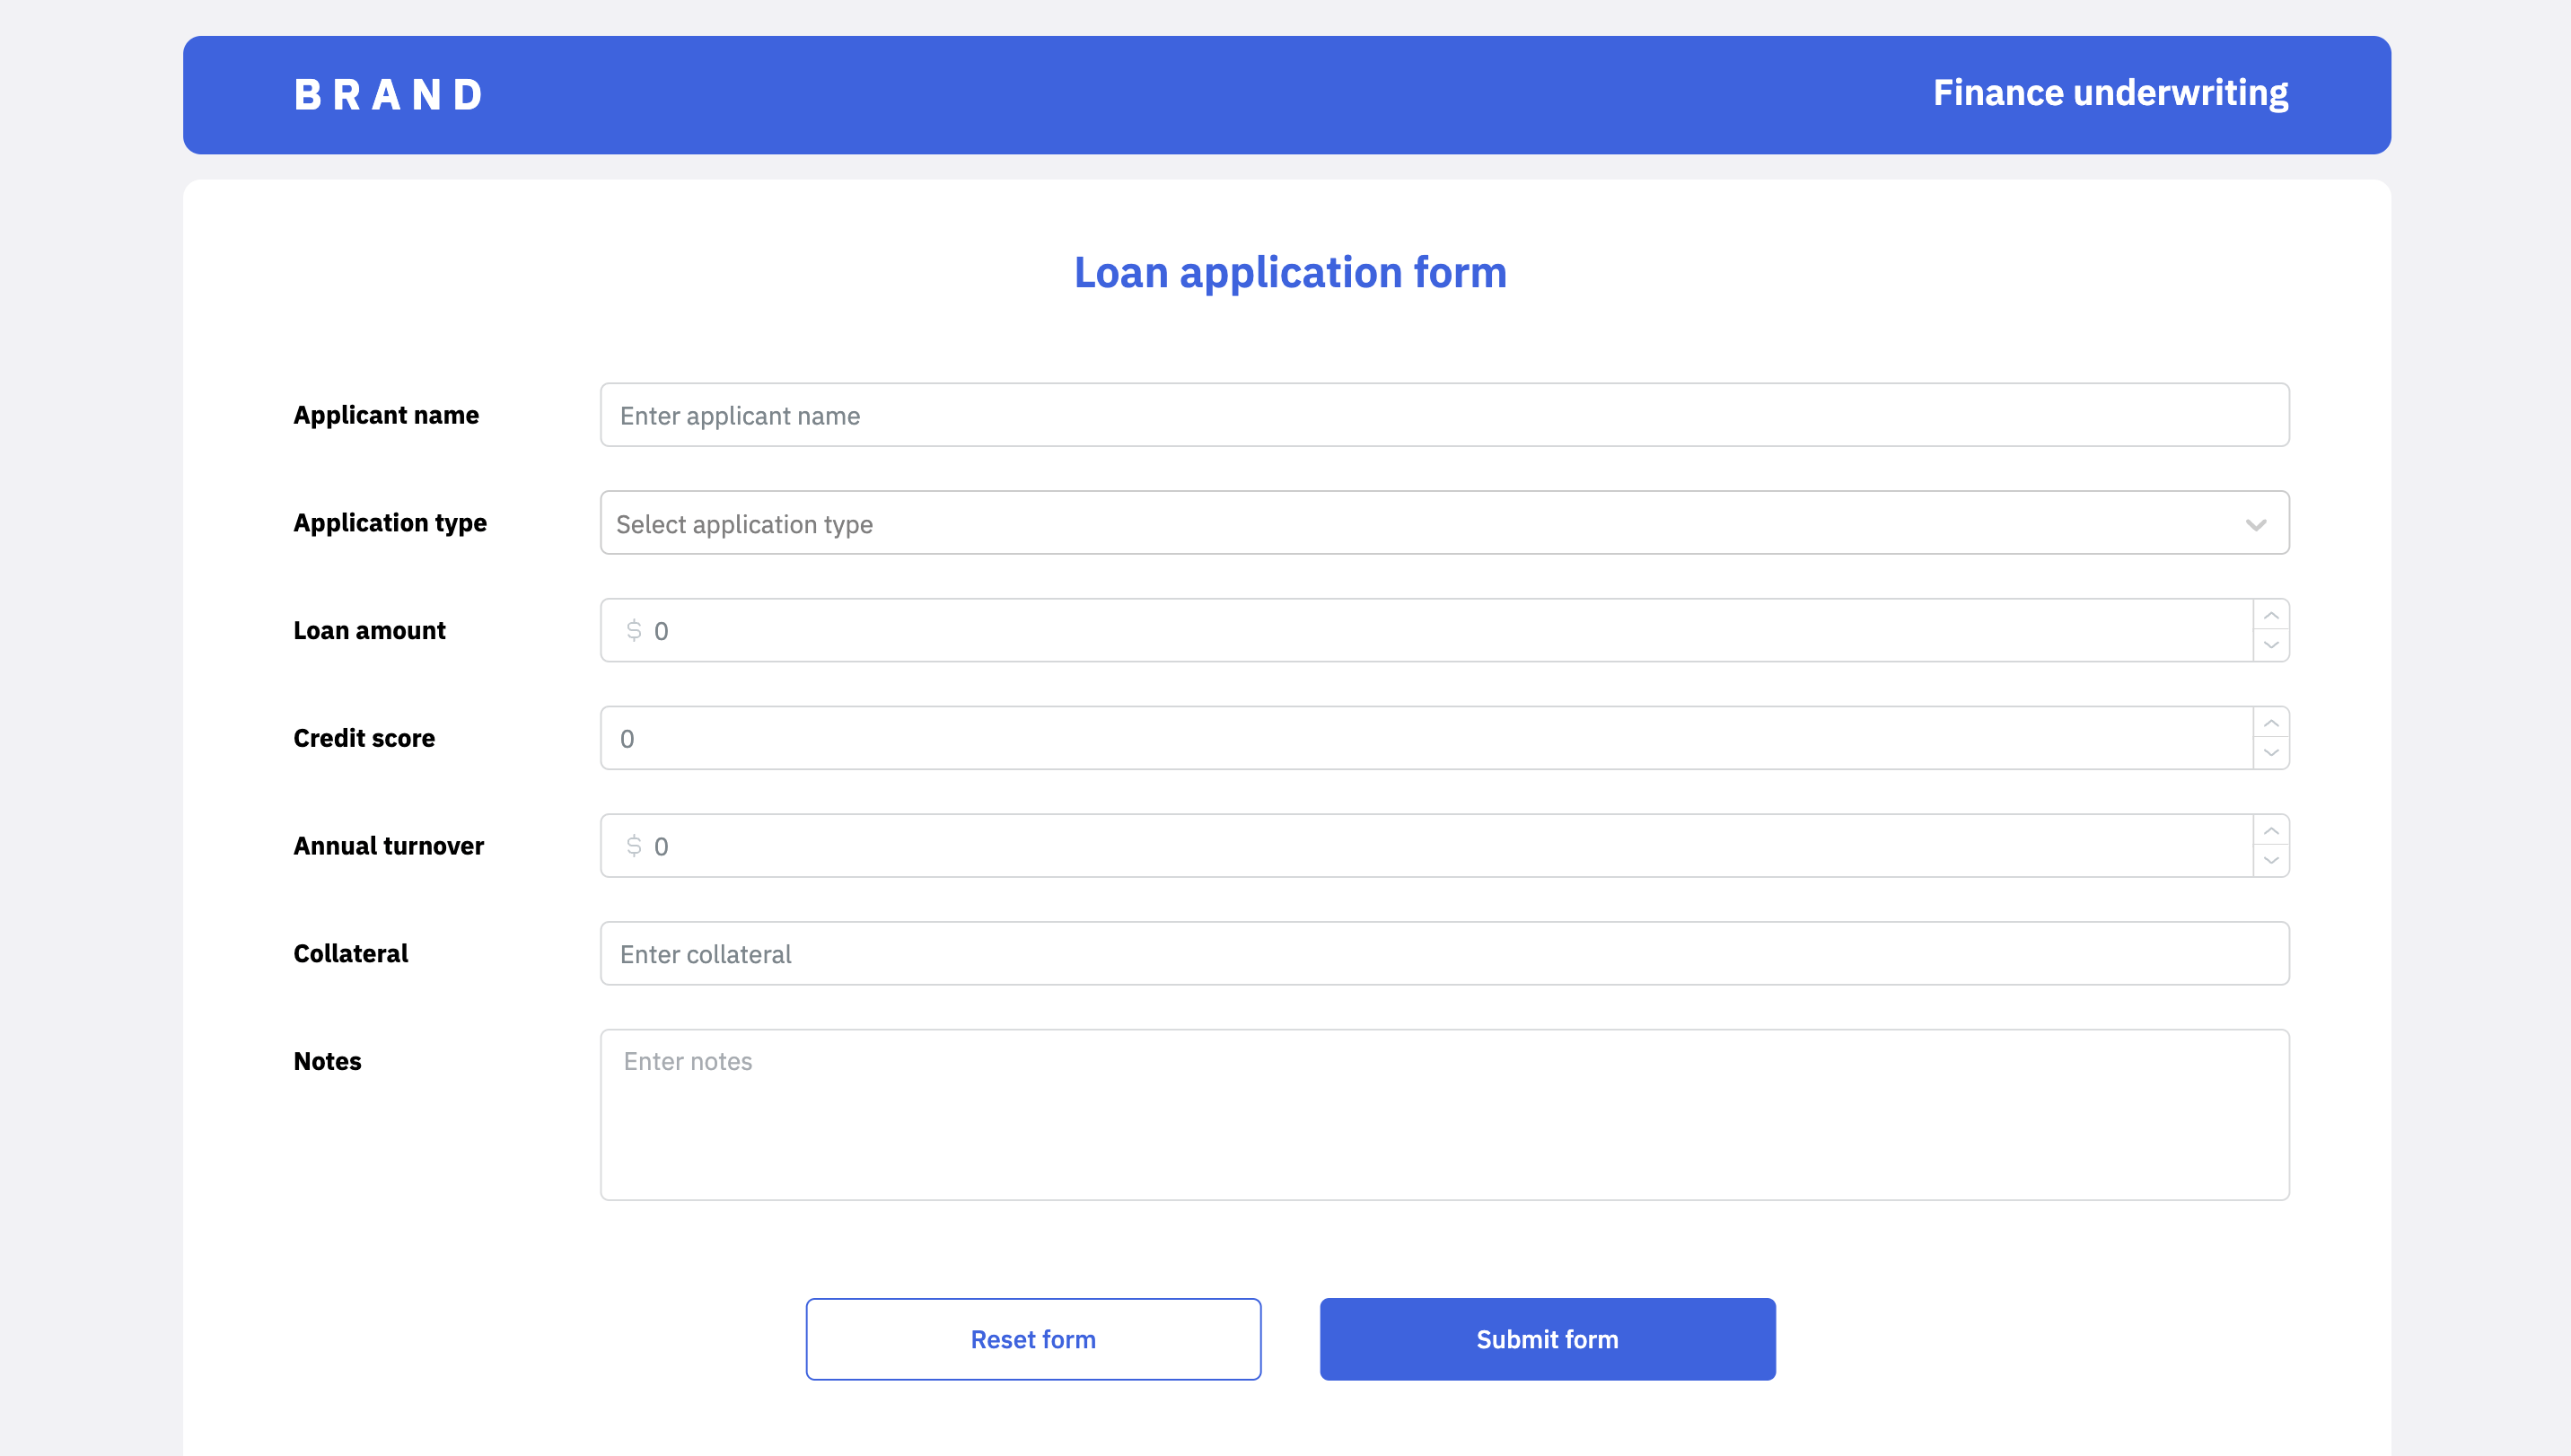 BRAND
Finance underwriting
Loan application form
Applicant name
Enter applicant name
Application type
Select application type
Loan amount
$ 0
Credit score
0
Annual turnover
$ 0
Collateral
Enter collateral
Notes
Enter notes
Reset form
Submit form